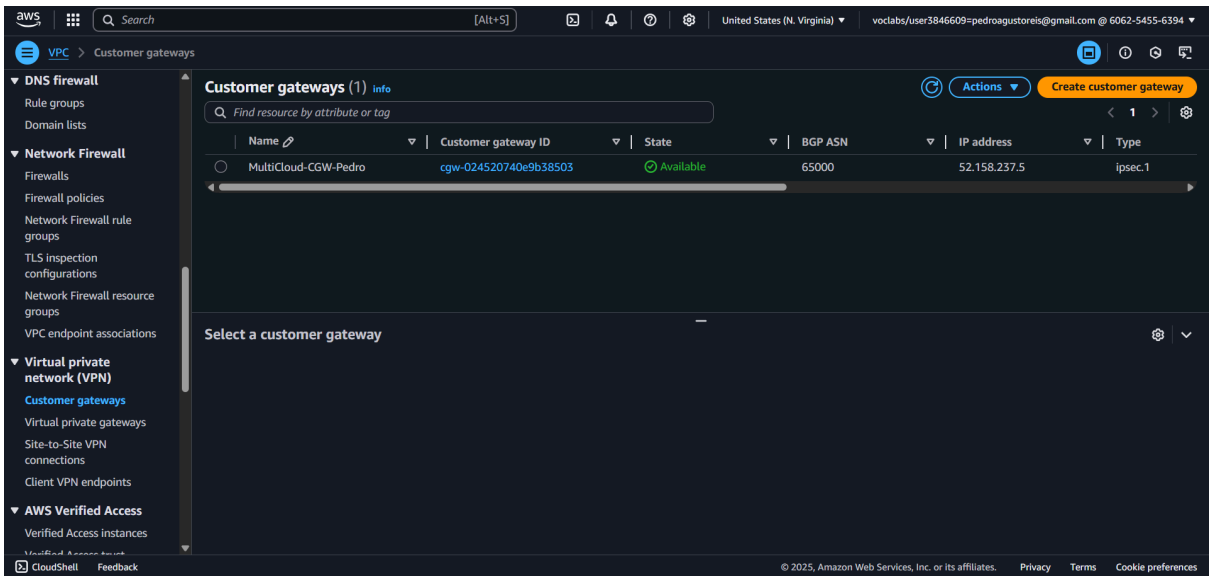 aws
Search [Alt+S] United States (N. Virginia) voclabs/user3846609=pedroagustoreis@gmail.com @ 6062-5455-6394
VPC > Customer gateways
DNS firewall
Rule groups
Domain lists
Network Firewall
Firewalls
Firewall policies
Network Firewall rule
groups
TLS inspection
configurations
Network Firewall resource
groups
VPC endpoint associations
Virtual private
network (VPN)
Customer gateways
Virtual private gateways
Site-to-Site VPN
connections
Client VPN endpoints
AWS Verified Access
Verified Access instances
Verified Access trust
Customer gateways (1) info
Actions
Create customer gateway
Find resource by attribute or tag
1
Name Customer gateway ID State BGP ASN IP address Type
MultiCloud-CGW-Pedro cgw-024520740e9b38503 Available 65000 52.158.237.5 ipsec.1
Select a customer gateway
CloudShell Feedback © 2025, Amazon Web Services, Inc. or its affiliates. Privacy Terms Cookie preferences